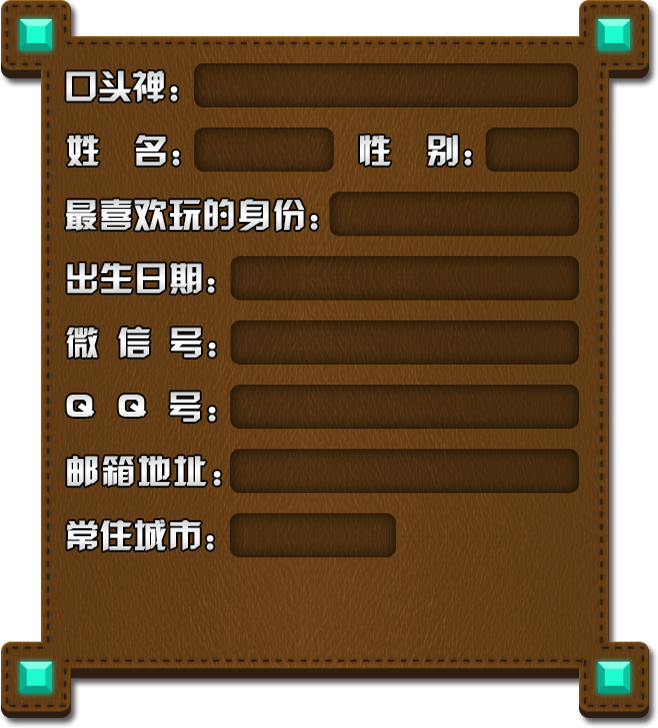 口头禅：
姓 名： 性 别：
最喜欢玩的身份：
出生日期：
微 信 号：
Q Q 号：
邮箱地址：
常住城市：